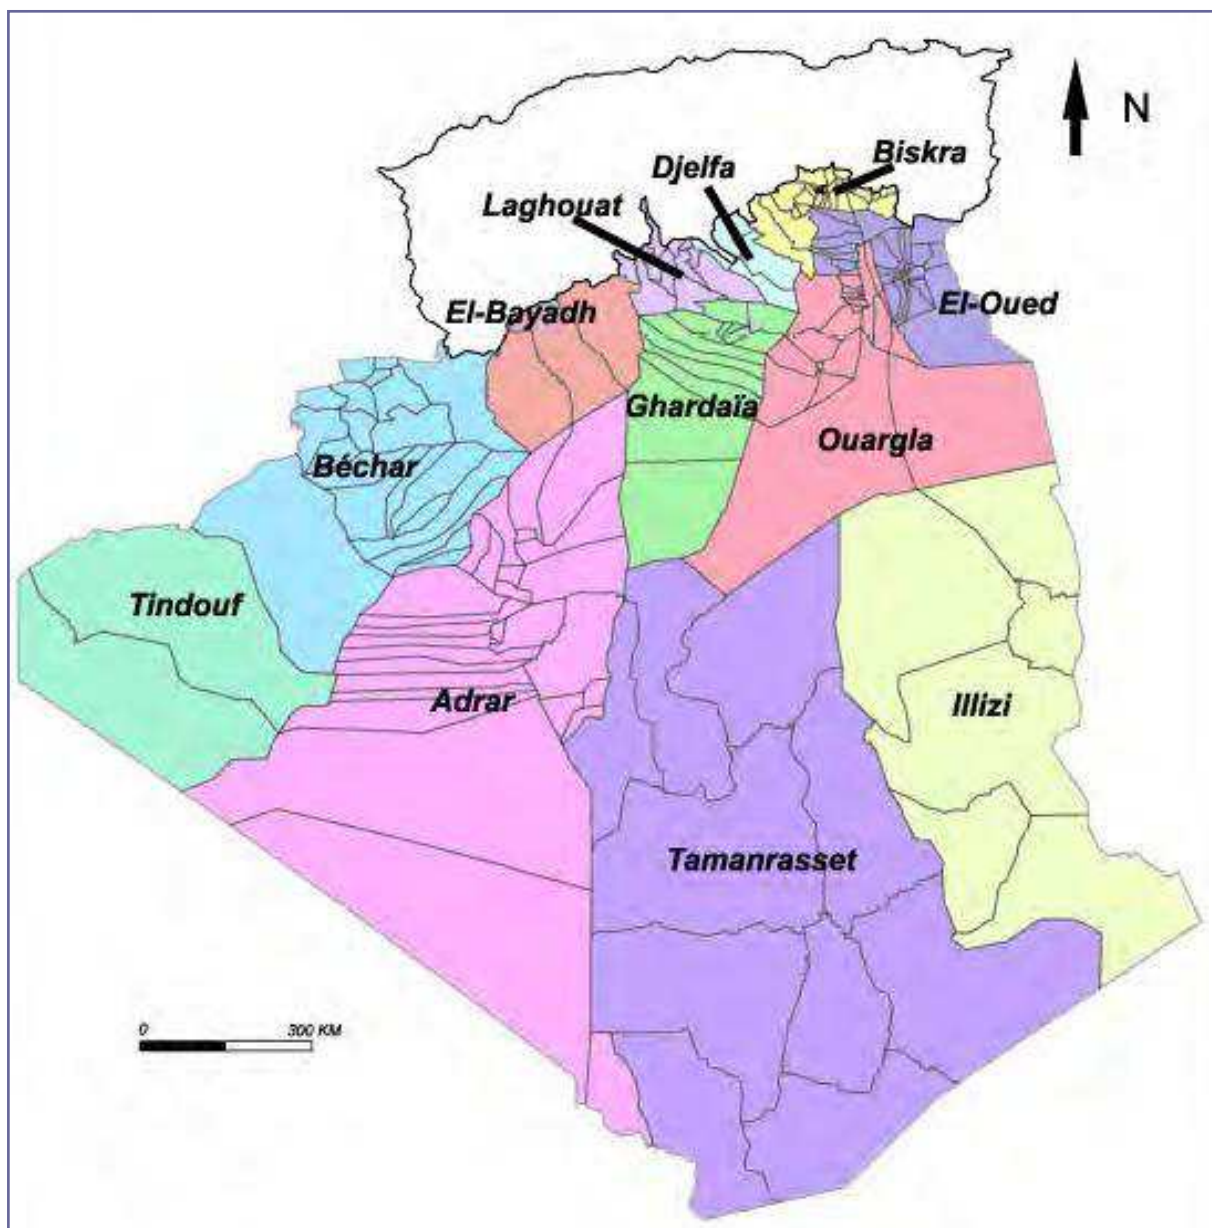 N
Biskra
Djelfa
Laghouat
El-Oued
El-Bayadh
Ghardaïa
Ouargla
Béchar
Tindouf
Adrar
Illizi
Tamanrasset
0 300 KM